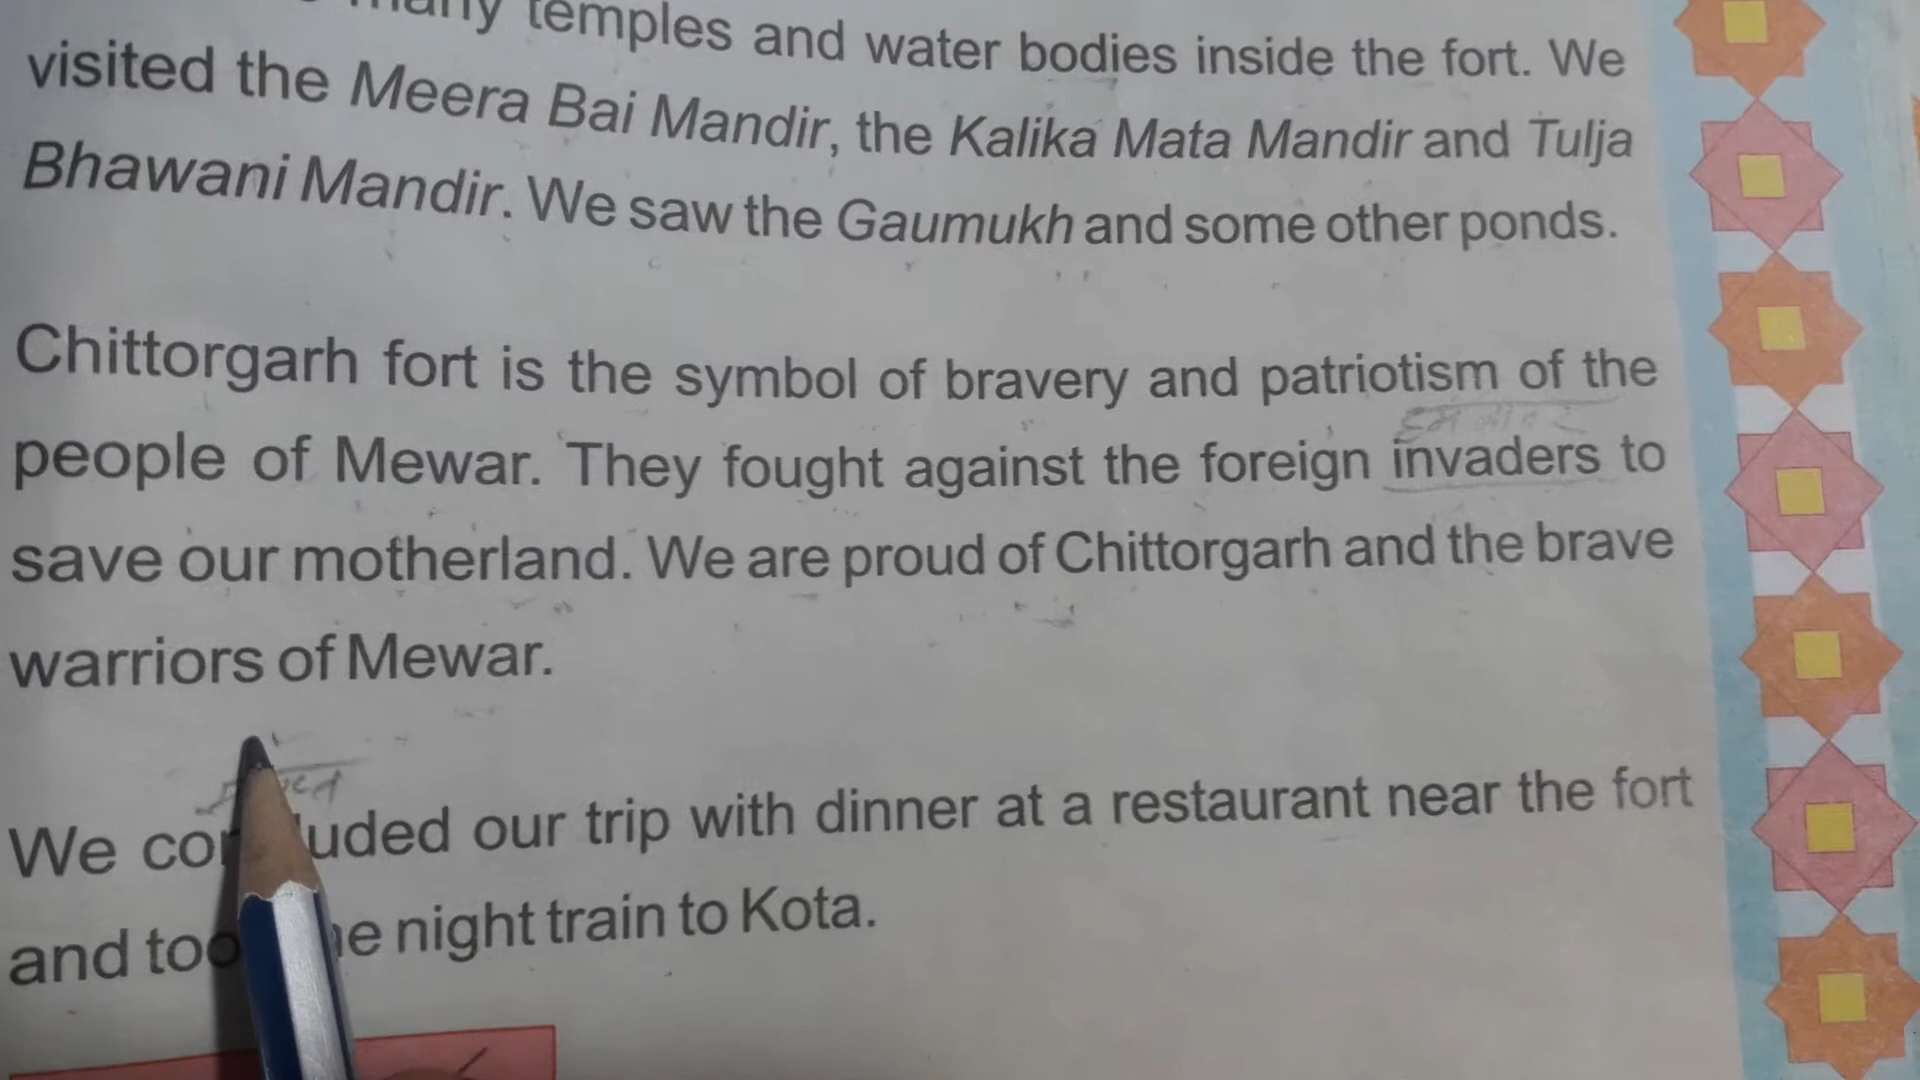 many temples and water bodies inside the fort. We
visited the Meera Bai Mandir, the Kalika Mata Mandir and Tulja
Bhawani Mandir. We saw the Gaumukh and some other ponds.
Chittorgarh fort is the symbol of bravery and patriotism of the
people of Mewar. They fought against the foreign invaders to
save our motherland. We are proud of Chittorgarh and the brave
warriors of Mewar.
We our trip with dinner at a restaurant near the fort
and night train to Kota.